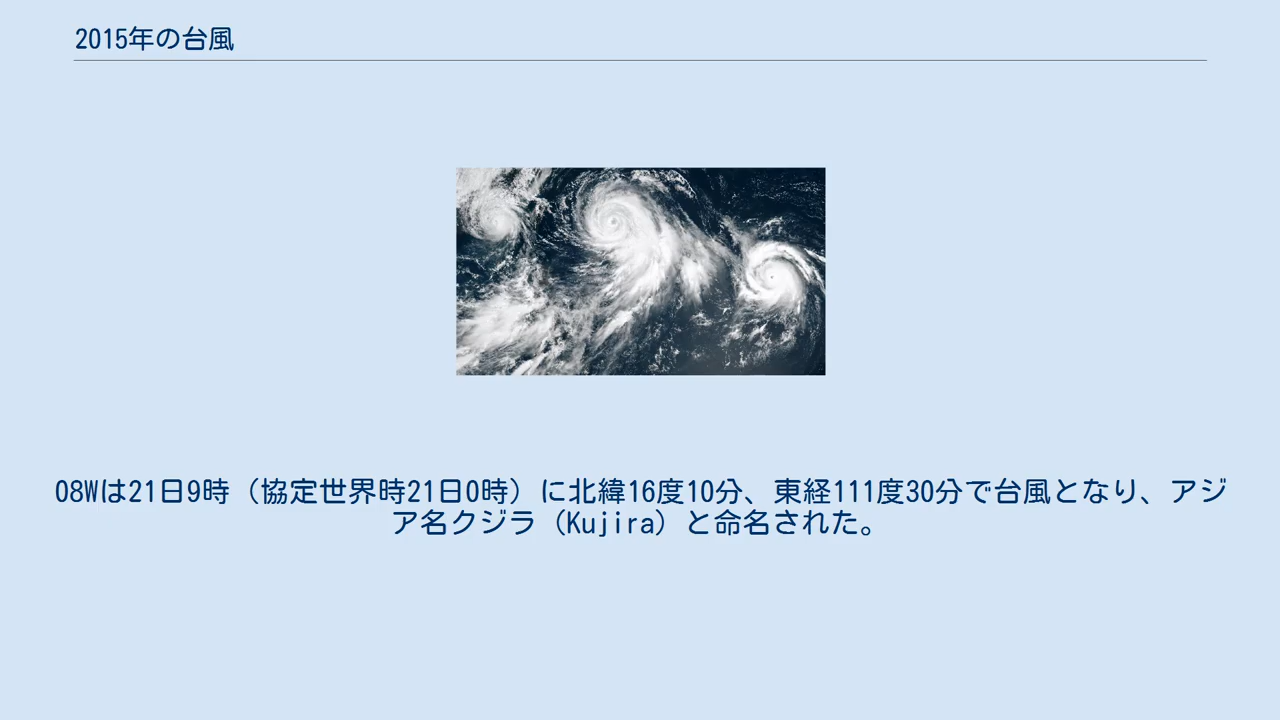 2015年の台風
08Wは21日9時（協定世界時21日0時）に北緯16度10分、東経111度30分で台風となり、アジ
ア名クジラ（Kujira）と命名された。